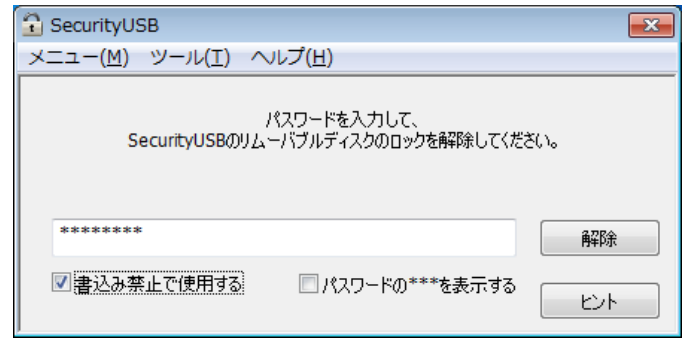 SecurityUSB
メニュー(M) ツール(T) ヘルプ(H)
パスワードを入力して、
SecurityUSBのリムーバブルディスクのロックを解除してください。
********
解除
書込み禁止で使用する
パスワードの***を表示する
ヒント